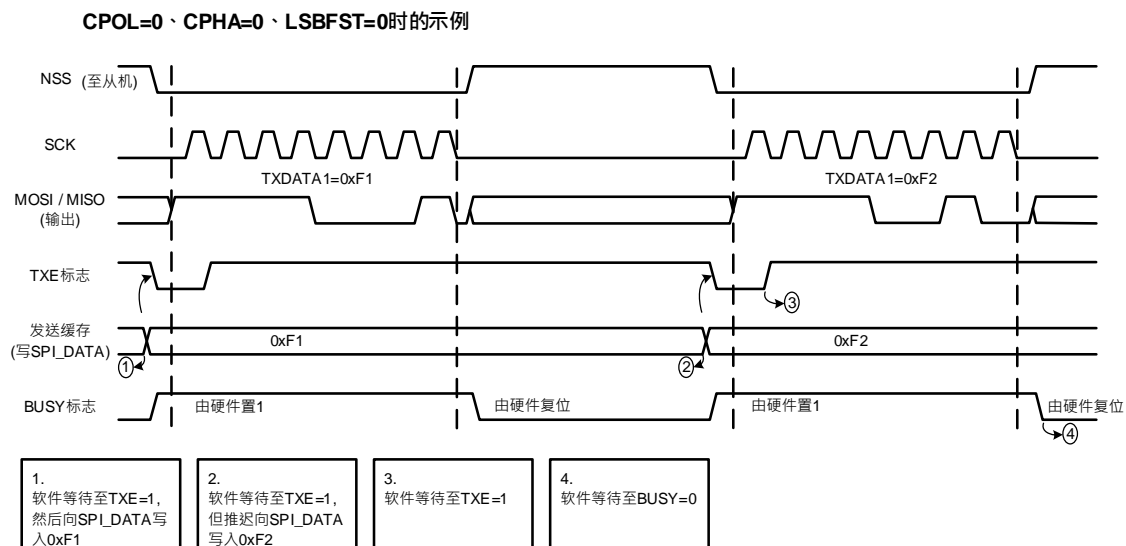 CPOL=0、CPHA=0、LSBFST=0时的示例
NSS (至从机)
SCK
TXDATA1=0xF1
TXDATA1=0xF2
MOSI / MISO
(输出)
TXE标志
③
发送缓存
(写SPI_DATA)
0xF1
0xF2
①
②
BUSY标志
由硬件置1
由硬件复位
由硬件置1
由硬件复位
④
1.
软件等待至TXE=1,
然后向SPI_DATA写
入0xF1
2.
软件等待至TXE=1,
但推迟向SPI_DATA
写入0xF2
3.
软件等待至TXE=1
4.
软件等待至BUSY=0